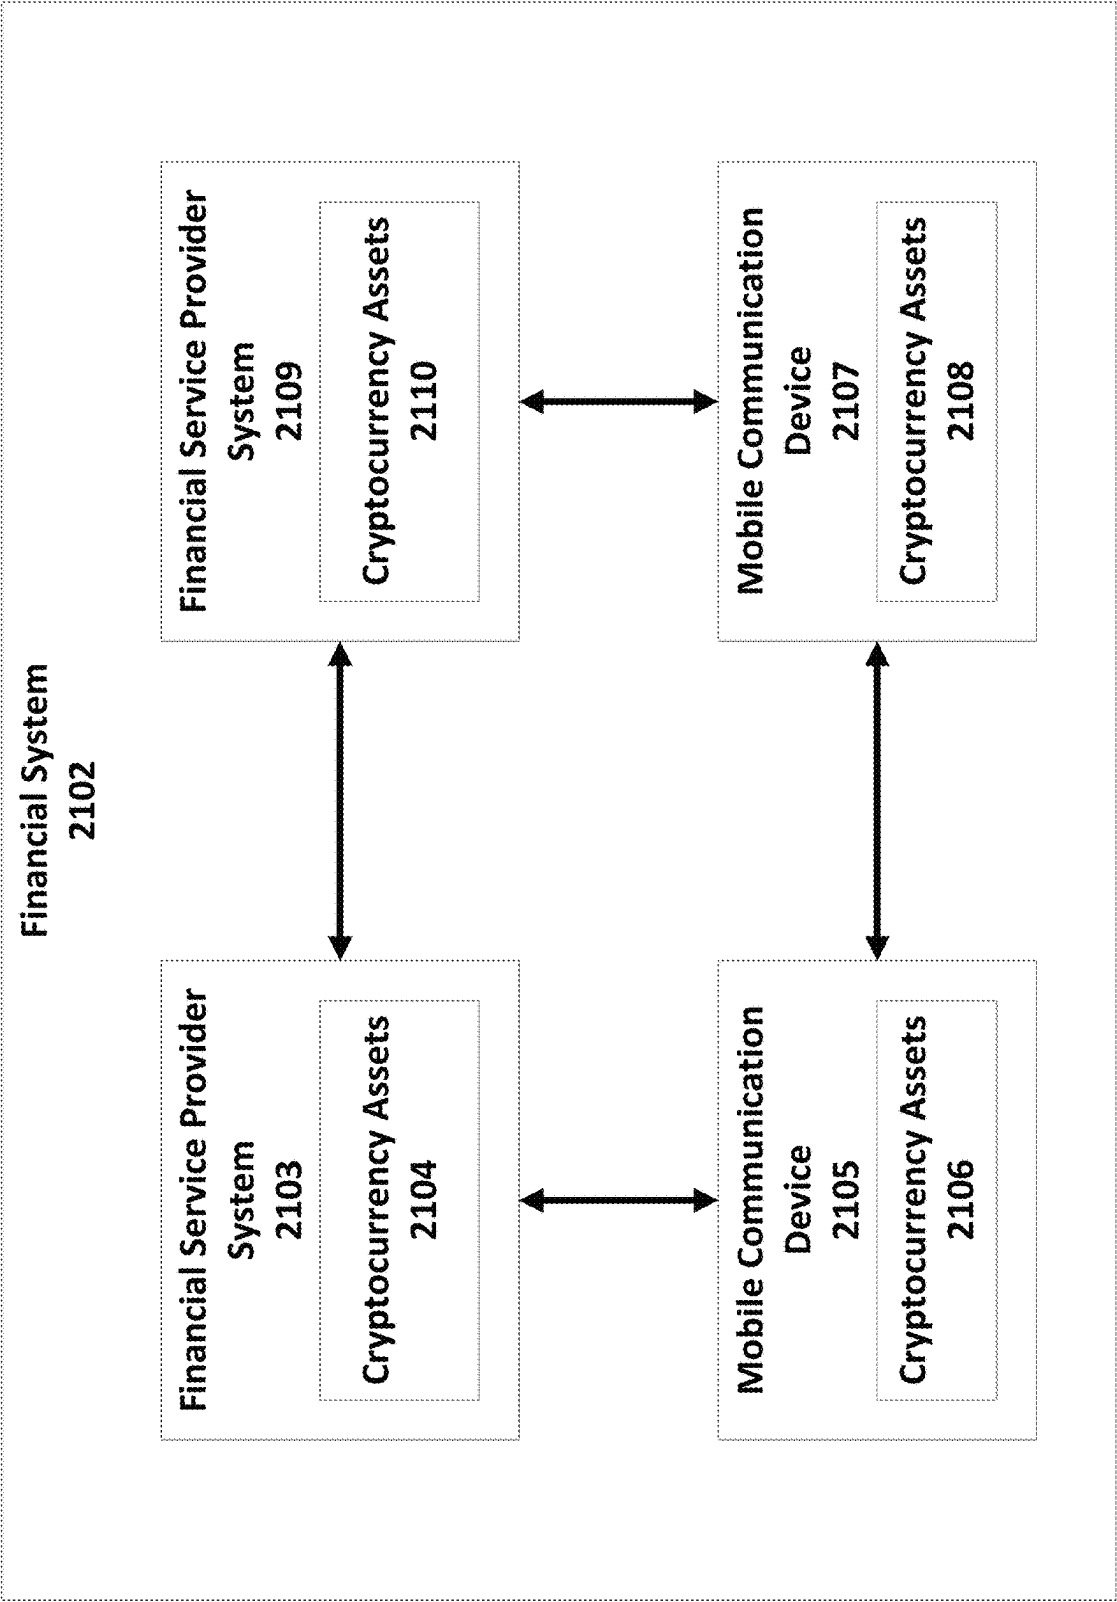 Financial System
2102
Financial Service Provider
System
2103
Cryptocurrency Assets
2104
Financial Service Provider
System
2109
Cryptocurrency Assets
2110
Mobile Communication
Device
2105
Cryptocurrency Assets
2106
Mobile Communication
Device
2107
Cryptocurrency Assets
2108